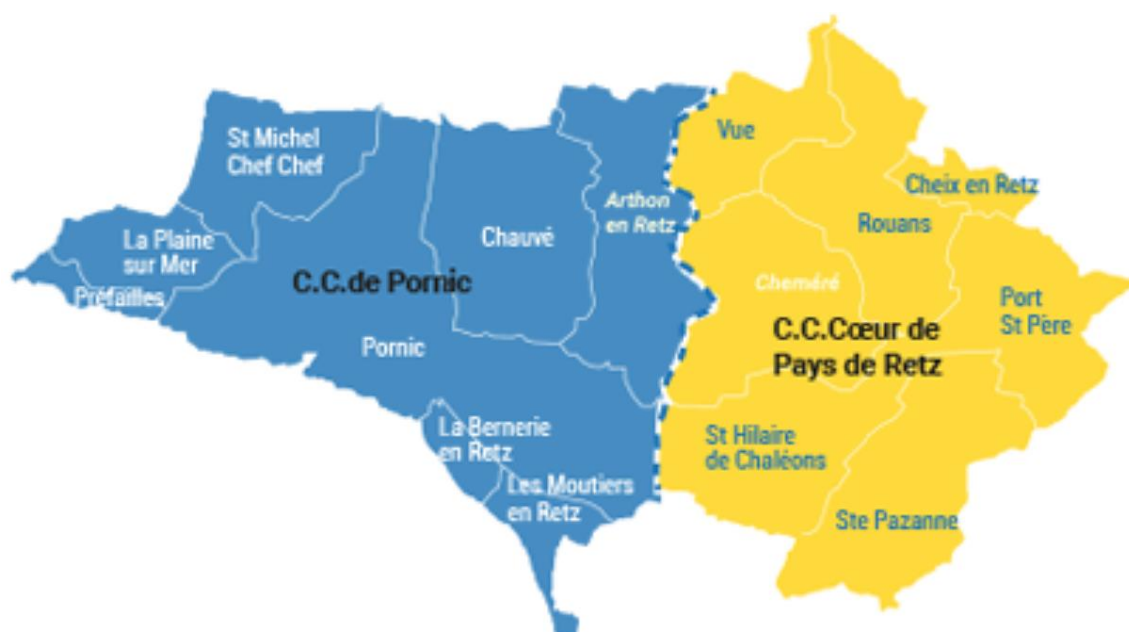 St Michel
Chef Chef
La Plaine
sur Mer
Préfailles
C.C.de Pornic
Pornic
Chauvé
Arthon
en Retz
La Bernerie
en Retz
Les Moutiers
en Retz
Vue
Cheix en Retz
Rouans
Cheméré
Port
St Père
C.C.Cœur de
Pays de Retz
St Hilaire
de Chaléons
Ste Pazanne